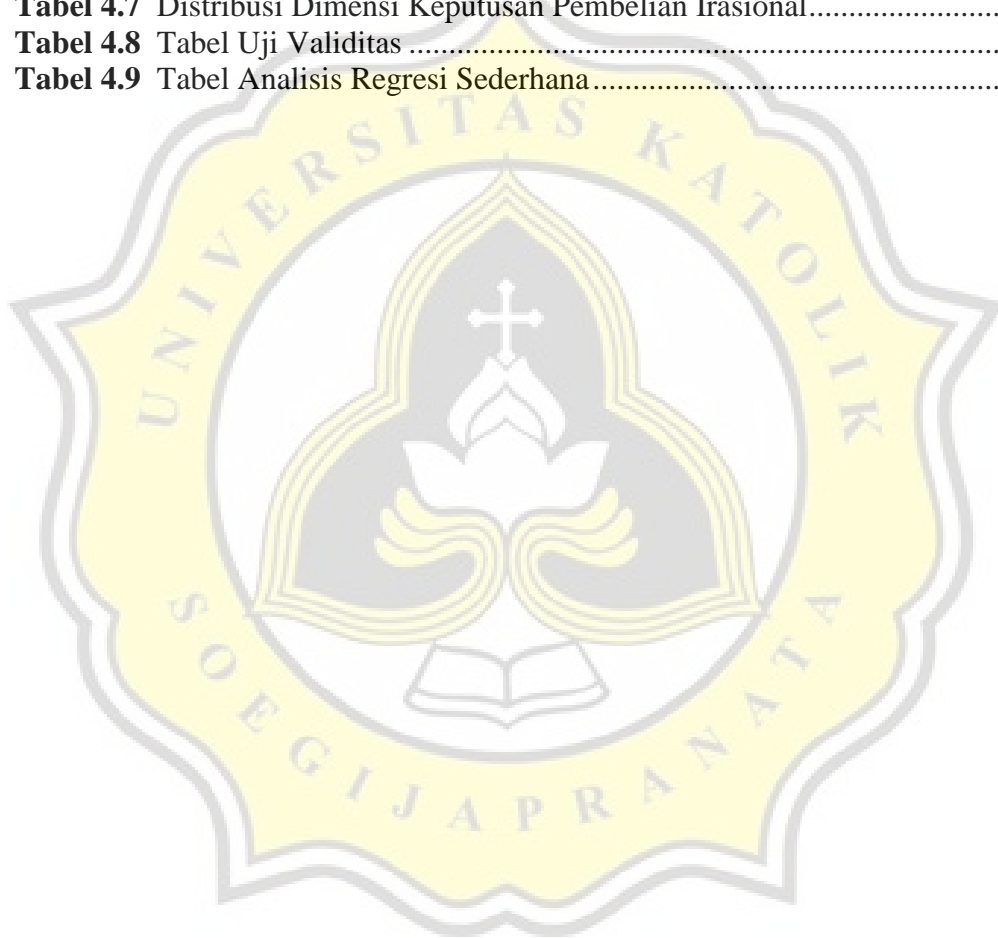 Tabel 4.7 Distribusi Dimensi Keputusan Pembelian Irasional....................
Tabel 4.8 Tabel Uji Validitas ....................................................................
Tabel 4.9 Tabel Analisis Regresi Sederhana..............................................
UNIVERSITAS KATOLIK
SOEGIJAPRANATA